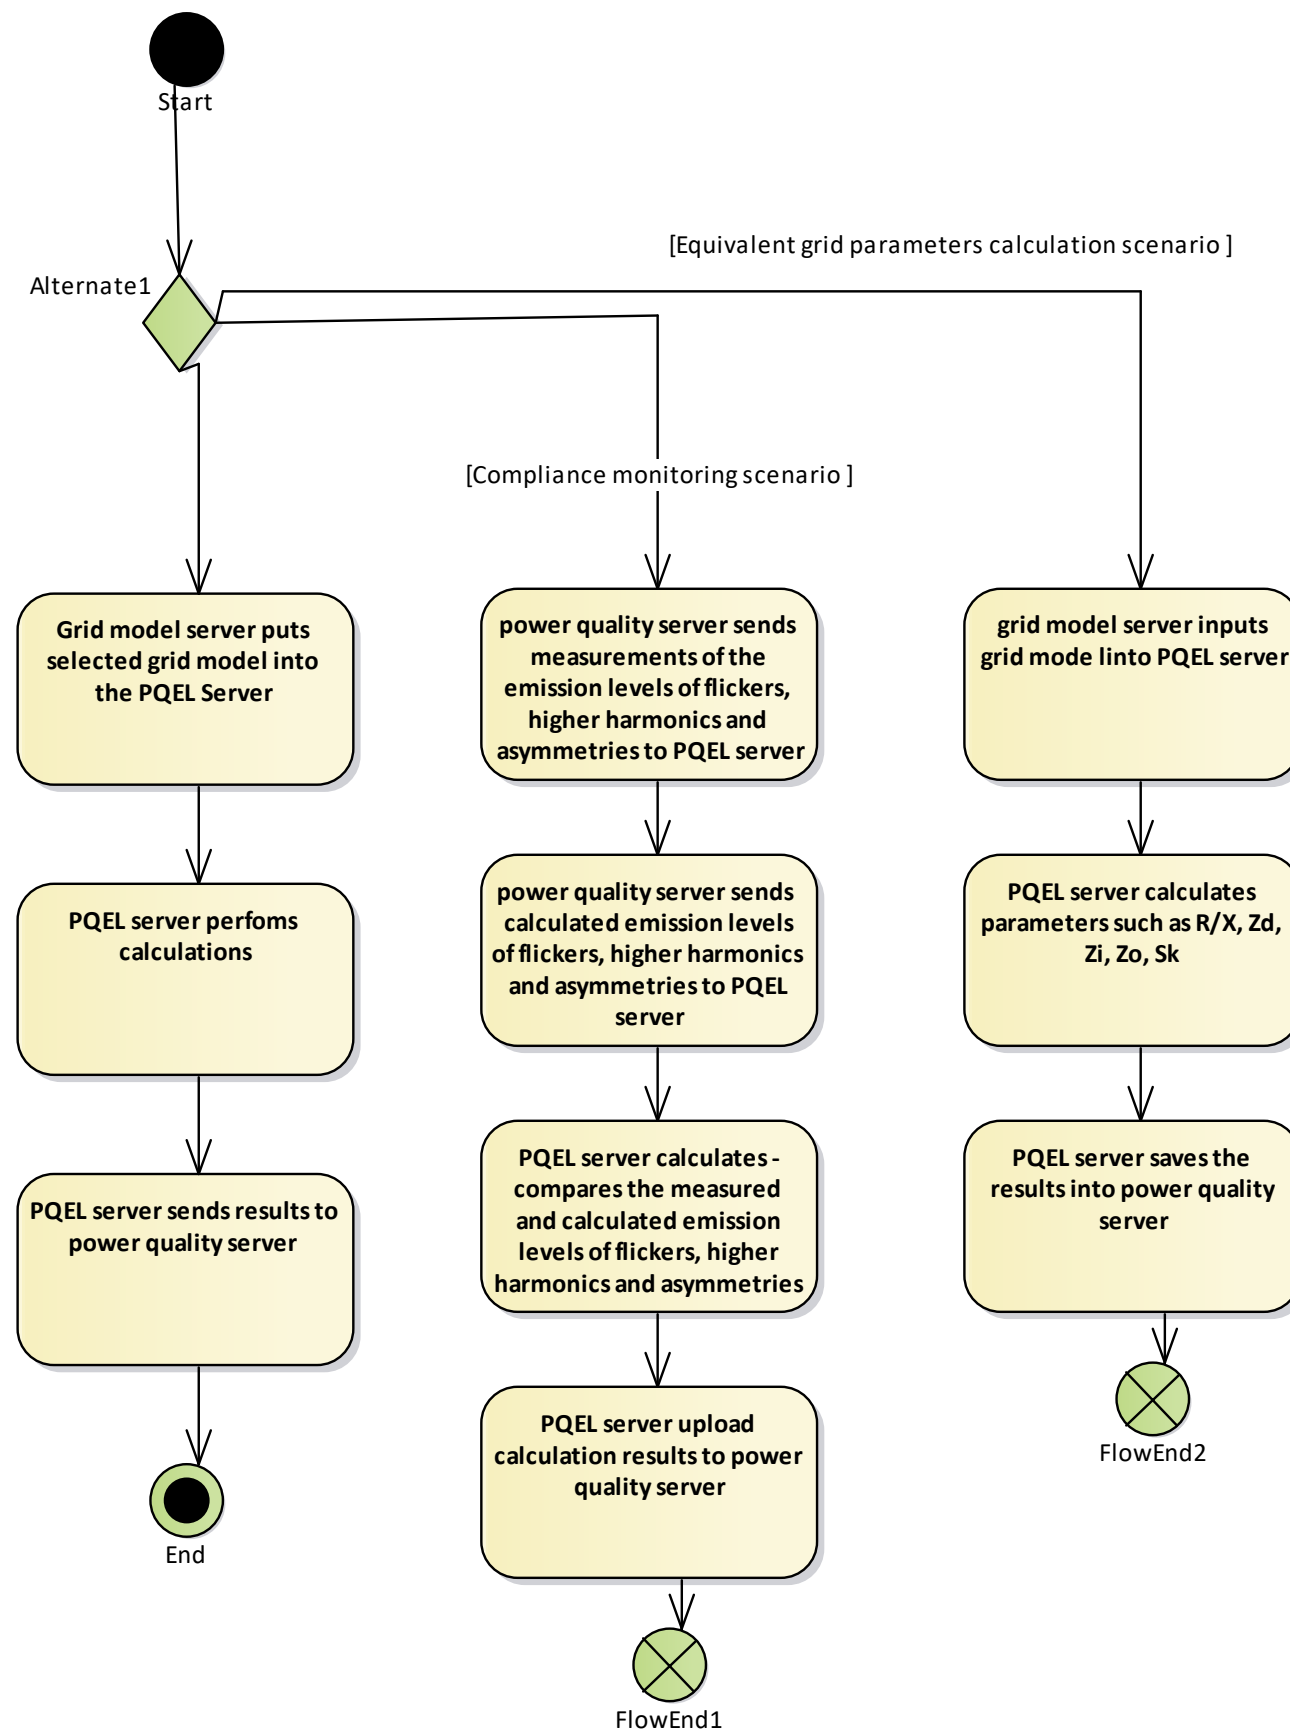 Start
Alternate1
[Equivalent grid parameters calculation scenario ]
[Compliance monitoring scenario ]
Grid model server puts
selected grid model into
the PQEL Server
PQEL server perfoms
calculations
PQEL server sends results to
power quality server
End
power quality server sends
measurements of the
emission levels of flickers,
higher harmonics and
asymmetries to PQEL server
power quality server sends
calculated emission levels
of flickers, higher harmonics
and asymmetries to PQEL
server
PQEL server calculates -
compares the measured
and calculated emission
levels of flickers, higher
harmonics and asymmetries
PQEL server upload
calculation results to power
quality server
FlowEnd1
grid model server inputs
grid mode linto PQEL server
PQEL server calculates
parameters such as R/X, Zd,
Zi, Zo, Sk
PQEL server saves the
results into power quality
server
FlowEnd2